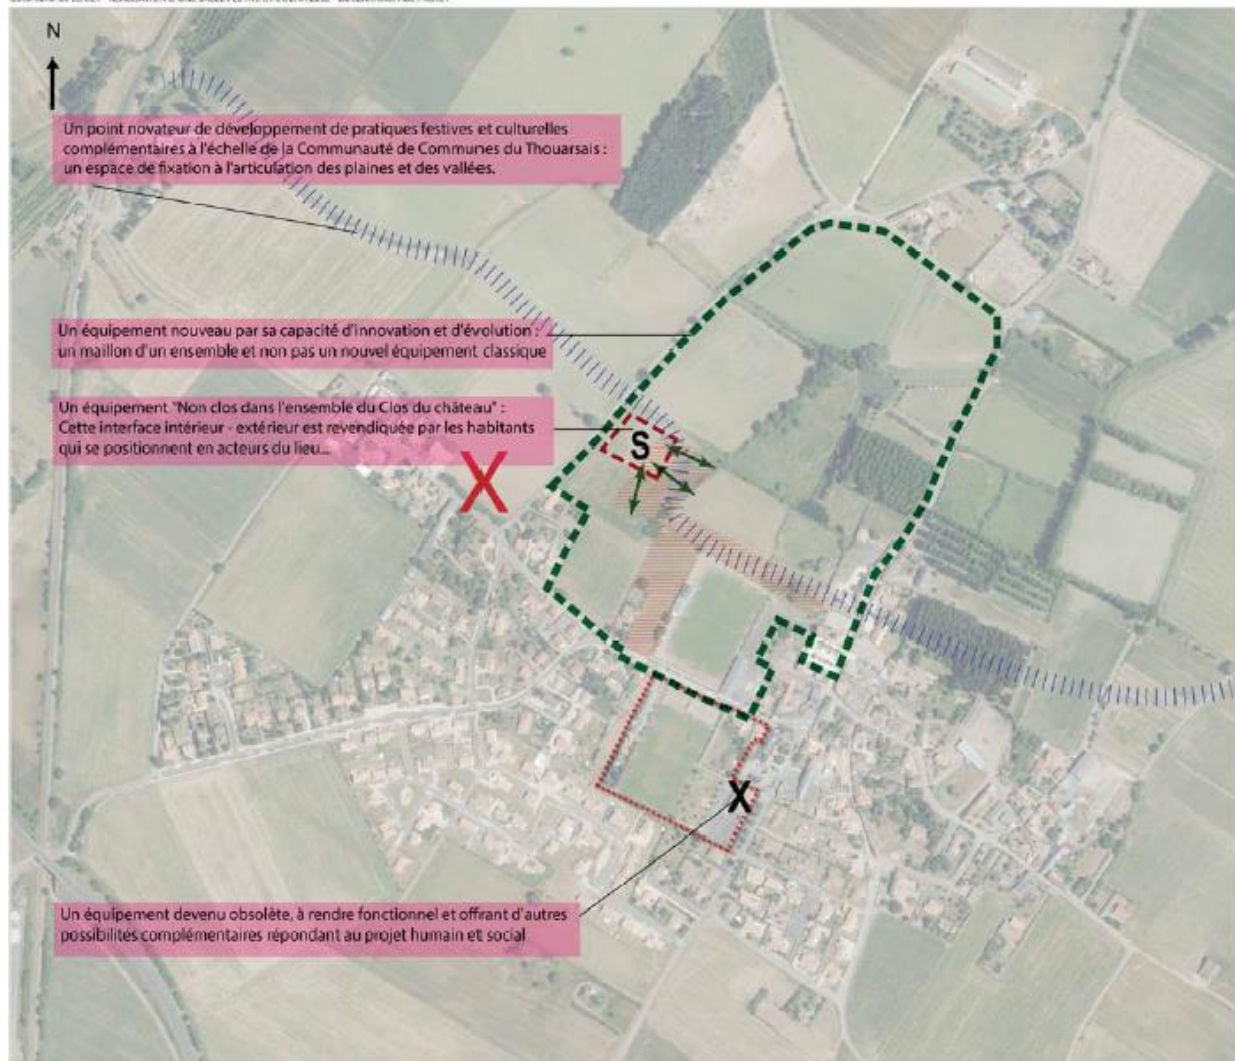 N
Un point novateur de développement de pratiques festives et culturelles
complémentaires à l'échelle de la Communauté de Communes du Thouarsais :
un espace de fixation à l'articulation des plaines et des vallées.
Un équipement nouveau par sa capacité d'innovation et d'évolution :
un maillon d'un ensemble et non pas un nouvel équipement classique
Un équipement "Non clos dans l'ensemble du Clos du château" :
Cette interface intérieur - extérieur est revendiquée par les habitants
qui se positionnent en acteurs du lieu...
S
X
X
Un équipement devenu obsolète, à rendre fonctionnel et offrant d'autres
possibilités complémentaires répondant au projet humain et social